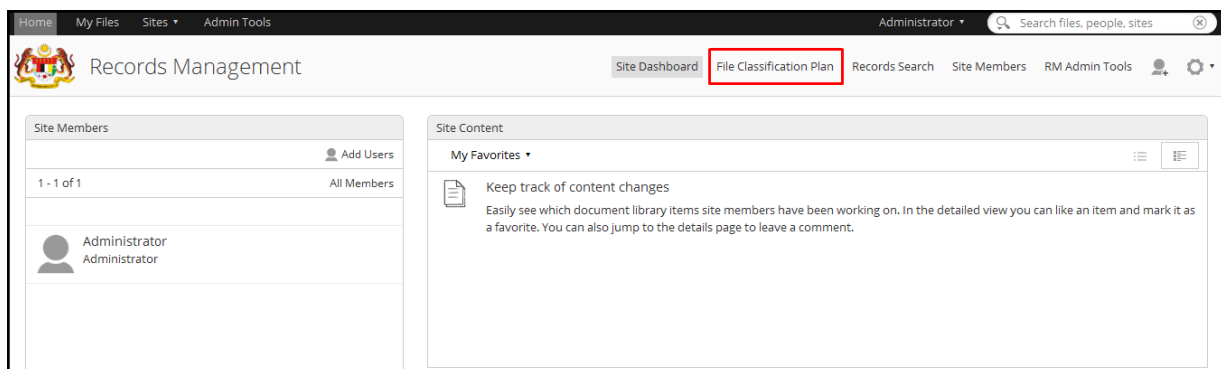 Home My Files Sites Admin Tools Administrator Search files, people, sites
Records Management Site Dashboard File Classification Plan Records Search Site Members RM Admin Tools
Site Members
Add Users
1 - 1 of 1 All Members
Administrator
Administrator
Site Content
My Favorites
Keep track of content changes
Easily see which document library items site members have been working on. In the detailed view you can like an item and mark it as
a favorite. You can also jump to the details page to leave a comment.